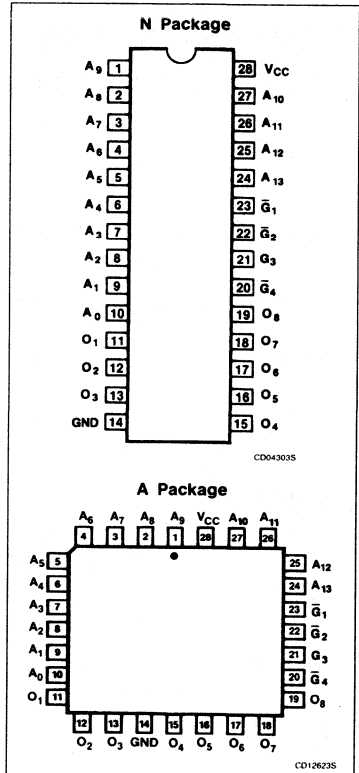 N Package
A9 1 28 VCC
A8 2 27 A10
A7 3 26 A11
A6 4 25 A12
A5 5 24 A13
A4 6 23 G̅1
A3 7 22 G̅2
A2 8 21 G3
A1 9 20 G̅4
A0 10 19 O8
O1 11 18 O7
O2 12 17 O6
O3 13 16 O5
GND 14 15 O4
CD04303S
A Package
A6 A7 A8 A9 VCC A10 A11
4 3 2 1 28 27 26
A5 5 25 A12
A4 6 24 A13
A3 7 23 G̅1
A2 8 22 G̅2
A1 9 21 G3
A0 10 20 G̅4
O1 11 19 O8
12 13 14 15 16 17 18
O2 O3 GND O4 O5 O6 O7
CD12623S